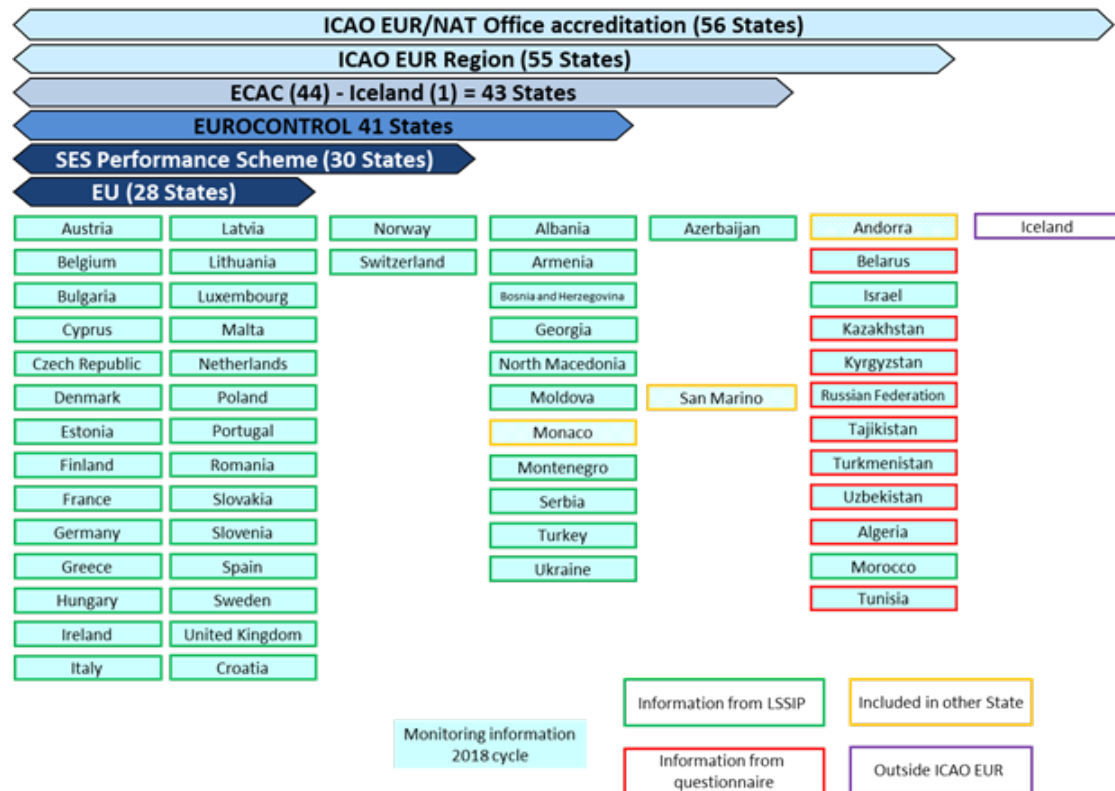 ICAO EUR/NAT Office accreditation (56 States)
ICAO EUR Region (55 States)
ECAC (44) - Iceland (1) = 43 States
EUROCONTROL 41 States
SES Performance Scheme (30 States)
EU (28 States)
Austria Latvia Norway Albania Azerbaijan Andorra Iceland
Belgium Lithuania Switzerland Armenia Belarus
Bulgaria Luxembourg Bosnia and Herzegovina Israel
Cyprus Malta Georgia Kazakhstan
Czech Republic Netherlands North Macedonia Kyrgyzstan
Denmark Poland Moldova San Marino Russian Federation
Estonia Portugal Monaco Tajikistan
Finland Romania Montenegro Turkmenistan
France Slovakia Serbia Uzbekistan
Germany Slovenia Turkey Algeria
Greece Spain Ukraine Morocco
Hungary Sweden Tunisia
Ireland United Kingdom
Italy Croatia
Monitoring information
2018 cycle
Information from LSSIP
Included in other State
Information from
questionnaire
Outside ICAO EUR